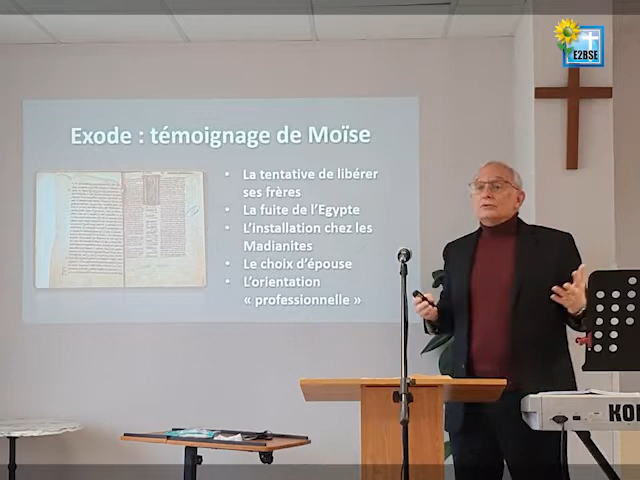 E2BSE
Exode : témoignage de Moïse
• La tentative de libérer
ses frères
• La fuite de l'Egypte
• L'installation chez les
Madianites
• Le choix d'épouse
• L'orientation
« professionnelle »